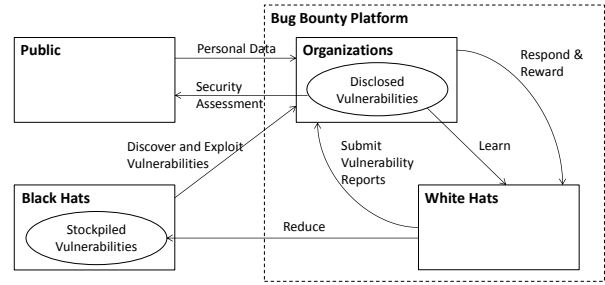 Bug Bounty Platform
Public
Personal Data
Organizations
Respond &
Reward
Security
Assessment
Disclosed
Vulnerabilities
Discover and Exploit
Vulnerabilities
Submit
Vulnerability
Reports
Learn
Black Hats
Stockpiled
Vulnerabilities
Reduce
White Hats